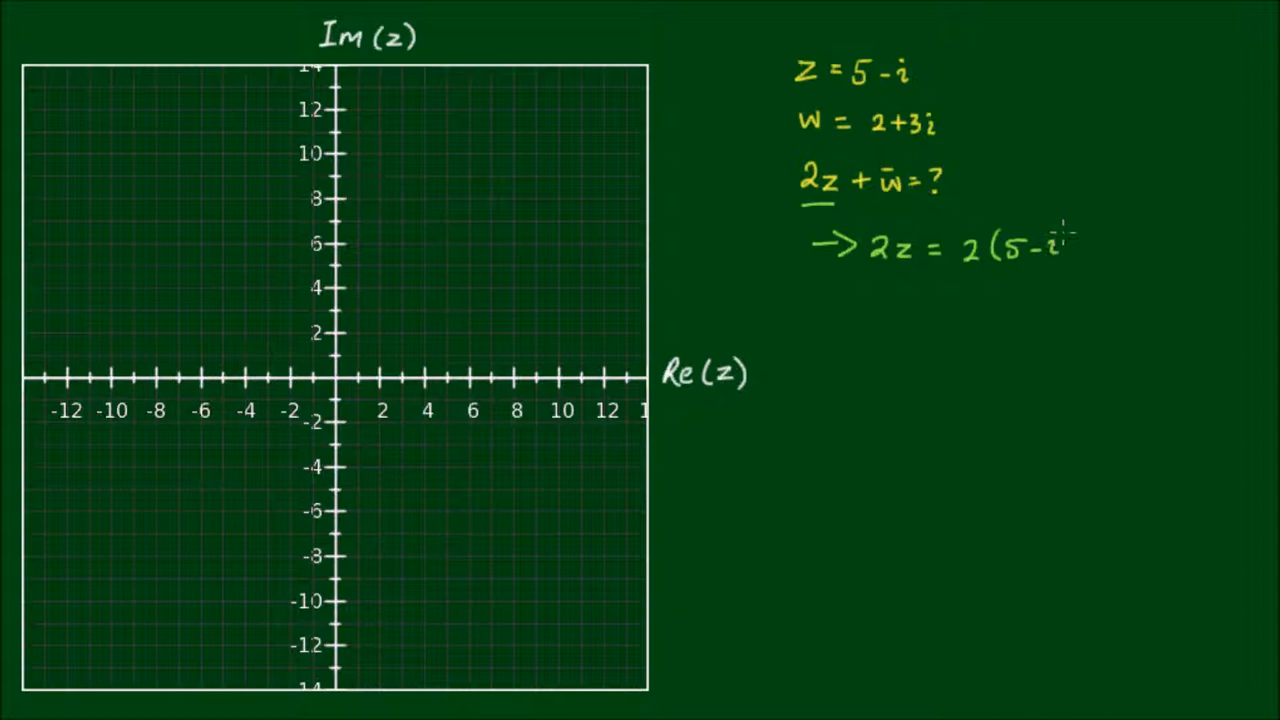 Im(z)
14
12
10
8
6
4
2
-12 -10 -8 -6 -4 -2 2 4 6 8 10 12 1
-2
-4
-6
-8
-10
-12
14
Re(z)
z = 5 - i
w = 2+3i
2z + w̄ = ?
→ 2z = 2(5-i